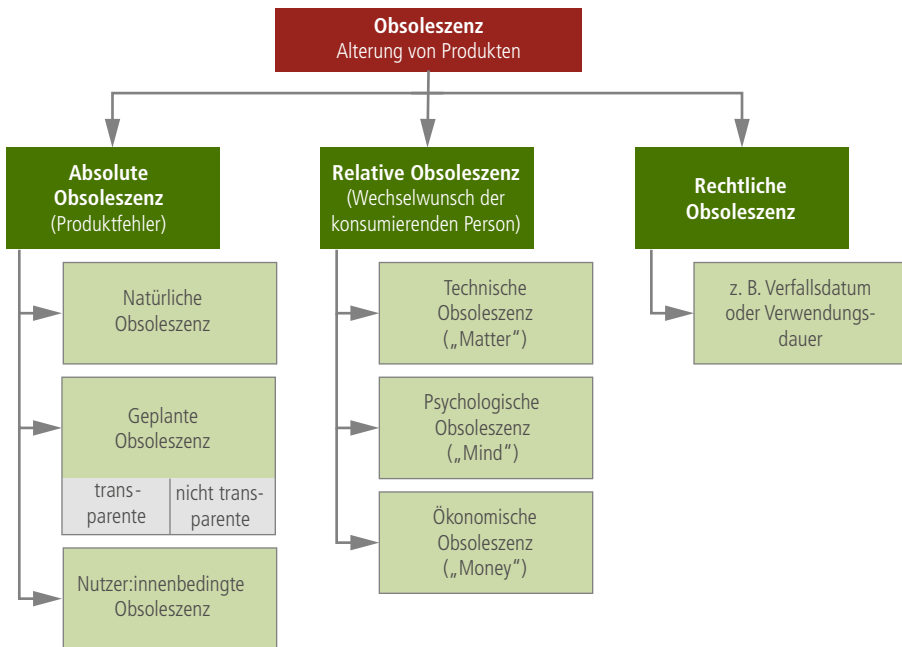 Obsoleszenz
Alterung von Produkten
Absolute
Obsoleszenz
(Produktfehler)
Natürliche
Obsoleszenz
Geplante
Obsoleszenz
trans-
parente
nicht trans-
parente
Nutzer:innenbedingte
Obsoleszenz
Relative Obsoleszenz
(Wechselwunsch der
konsumierenden Person)
Technische
Obsoleszenz
(„Matter“)
Psychologische
Obsoleszenz
(„Mind“)
Ökonomische
Obsoleszenz
(„Money“)
Rechtliche
Obsoleszenz
z. B. Verfallsdatum
oder Verwendungs-
dauer